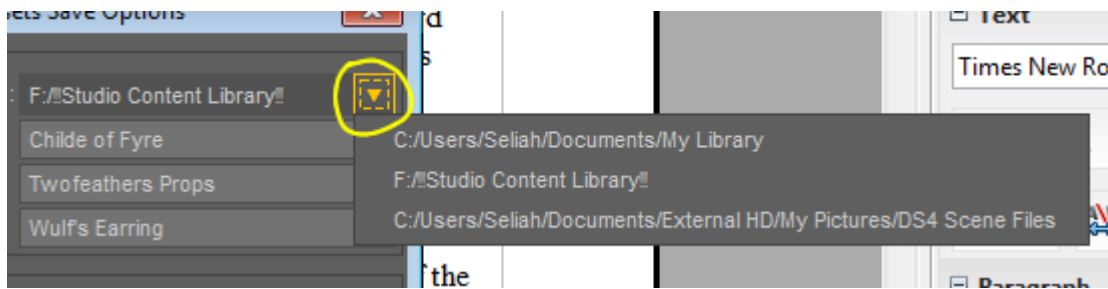 ets Save Options
rd
Text
s
Times New Ro
: F:/!!Studio Content Library!!
Childe of Fyre
C:/Users/Seliah/Documents/My Library
Twofeathers Props
F:/!!Studio Content Library!!
Wulf's Earring
C:/Users/Seliah/Documents/External HD/My Pictures/DS4 Scene Files
f the
Paragraph